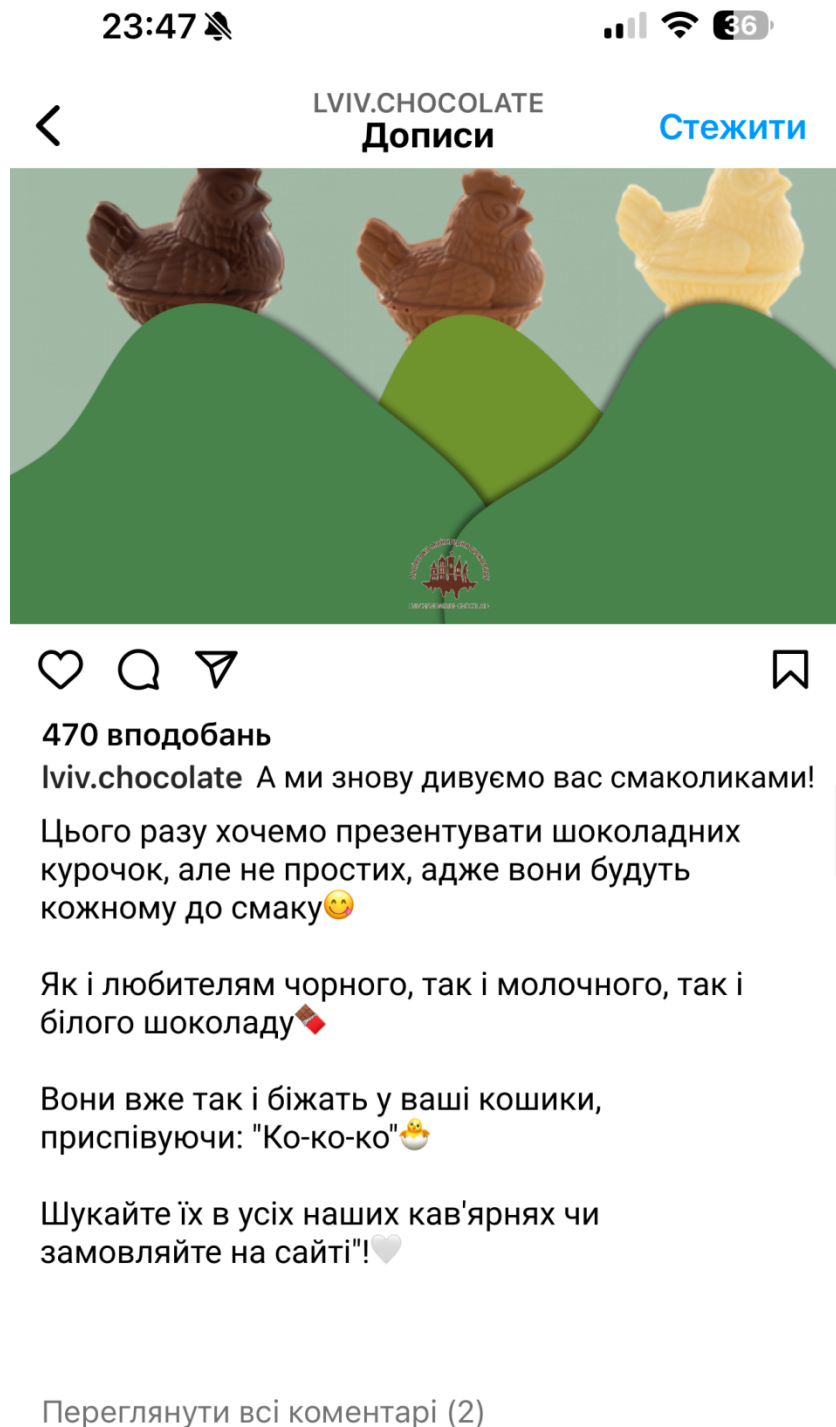 23:47
36
LVIV.CHOCOLATE
Дописи
Стежити
470 вподобань
lviv.chocolate А ми знову дивуємо вас смаколиками!
Цього разу хочемо презентувати шоколадних
курочок, але не простих, адже вони будуть
кожному до смаку😋
Як і любителям чорного, так і молочного, так і
білого шоколаду🍫
Вони вже так і біжать у ваші кошики,
приспівуючи: "Ко-ко-ко"🐣
Шукайте їх в усіх наших кав'ярнях чи
замовляйте на сайті"!🤍
Переглянути всі коментарі (2)